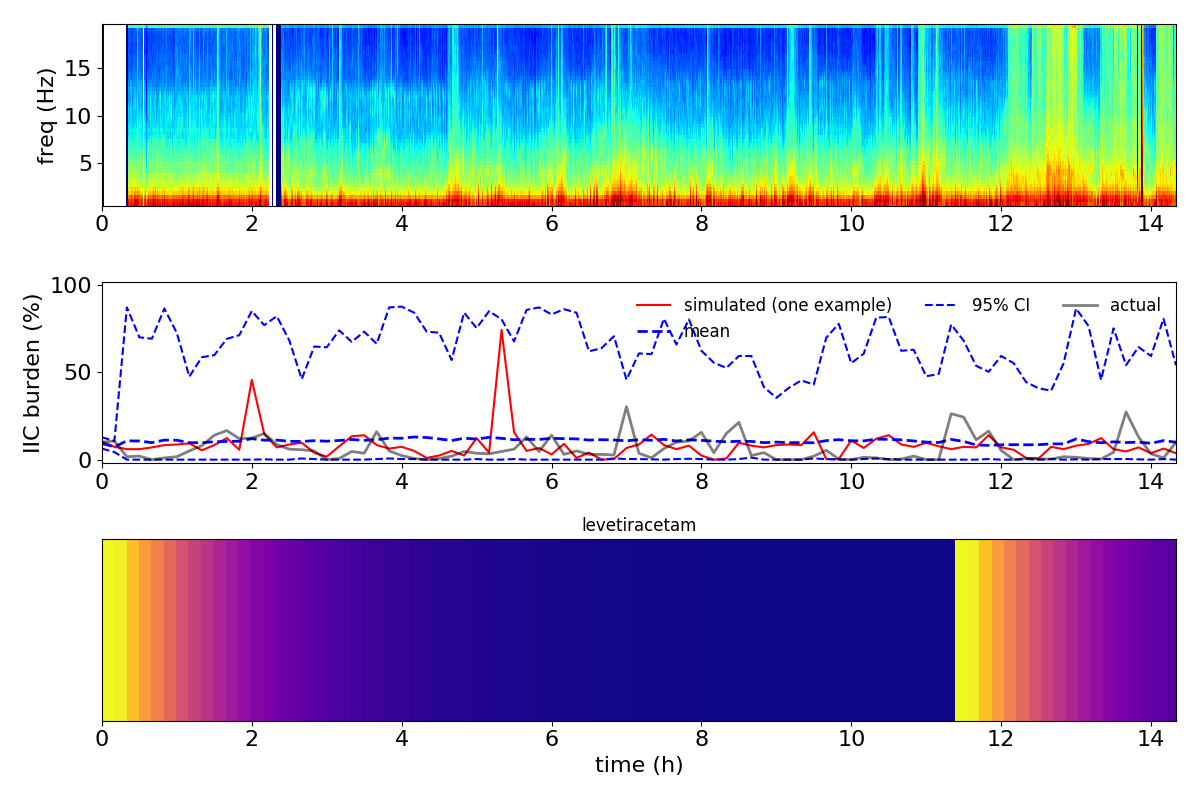 15
10
5
freq (Hz)
0 2 4 6 8 10 12 14
100
50
0
IIC burden (%)
simulated (one example) 95% CI actual
mean
0 2 4 6 8 10 12 14
levetiracetam
0 2 4 6 8 10 12 14
time (h)